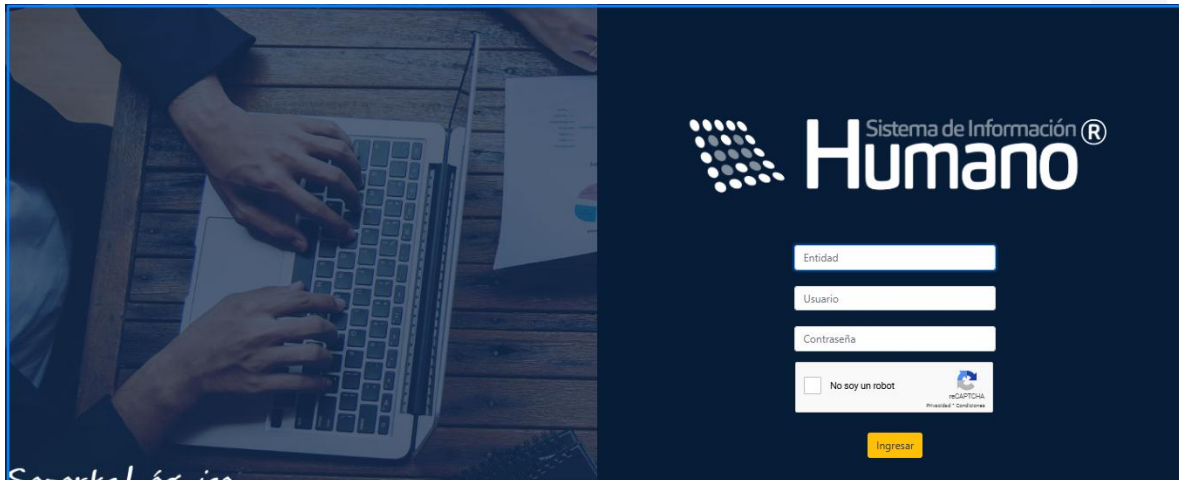 Sistema de Información ®
Humano
Entidad
Usuario
Contraseña
No soy un robot
reCAPTCHA
Privacidad * Condiciones
Ingresar